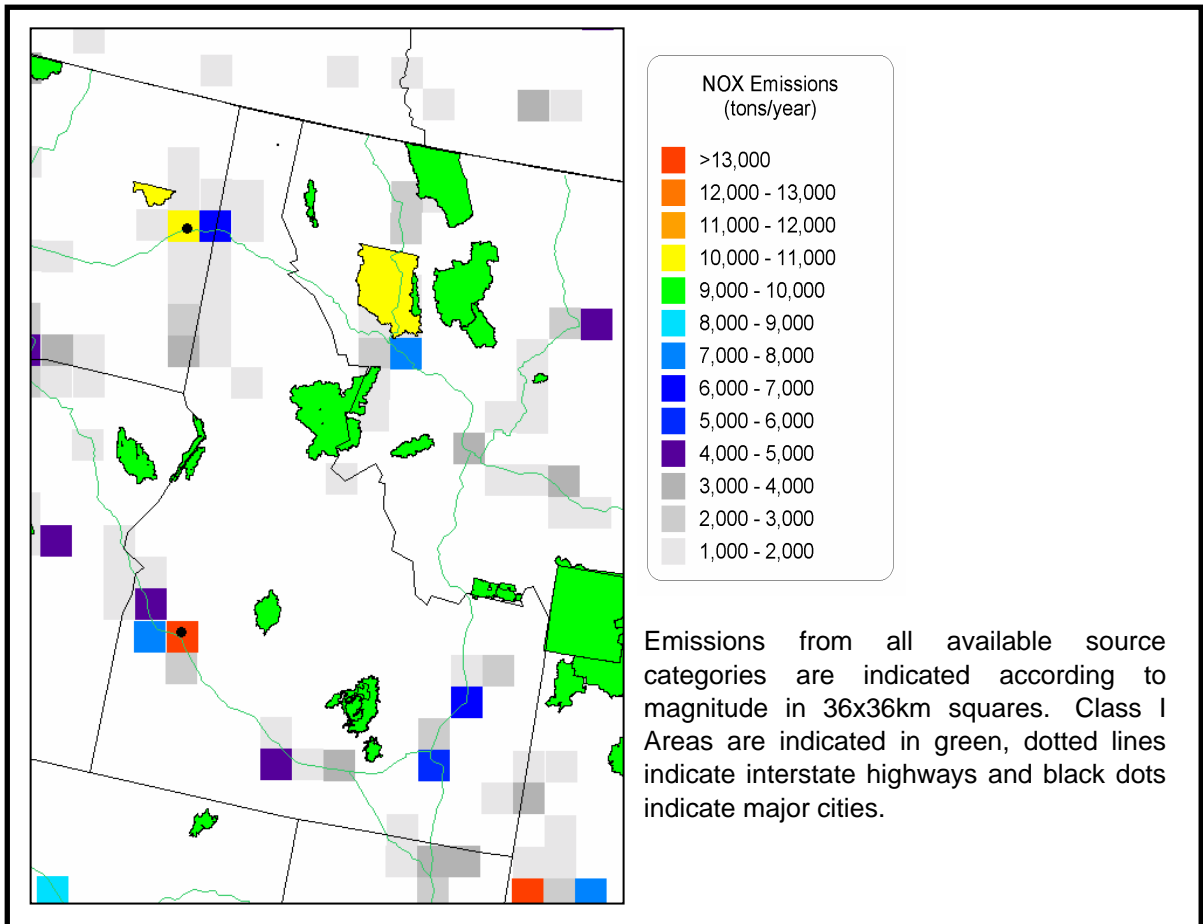 NOX Emissions
(tons/year)
>13,000
12,000 - 13,000
11,000 - 12,000
10,000 - 11,000
9,000 - 10,000
8,000 - 9,000
7,000 - 8,000
6,000 - 7,000
5,000 - 6,000
4,000 - 5,000
3,000 - 4,000
2,000 - 3,000
1,000 - 2,000
Emissions from all available source
categories are indicated according to
magnitude in 36x36km squares. Class I
Areas are indicated in green, dotted lines
indicate interstate highways and black dots
indicate major cities.